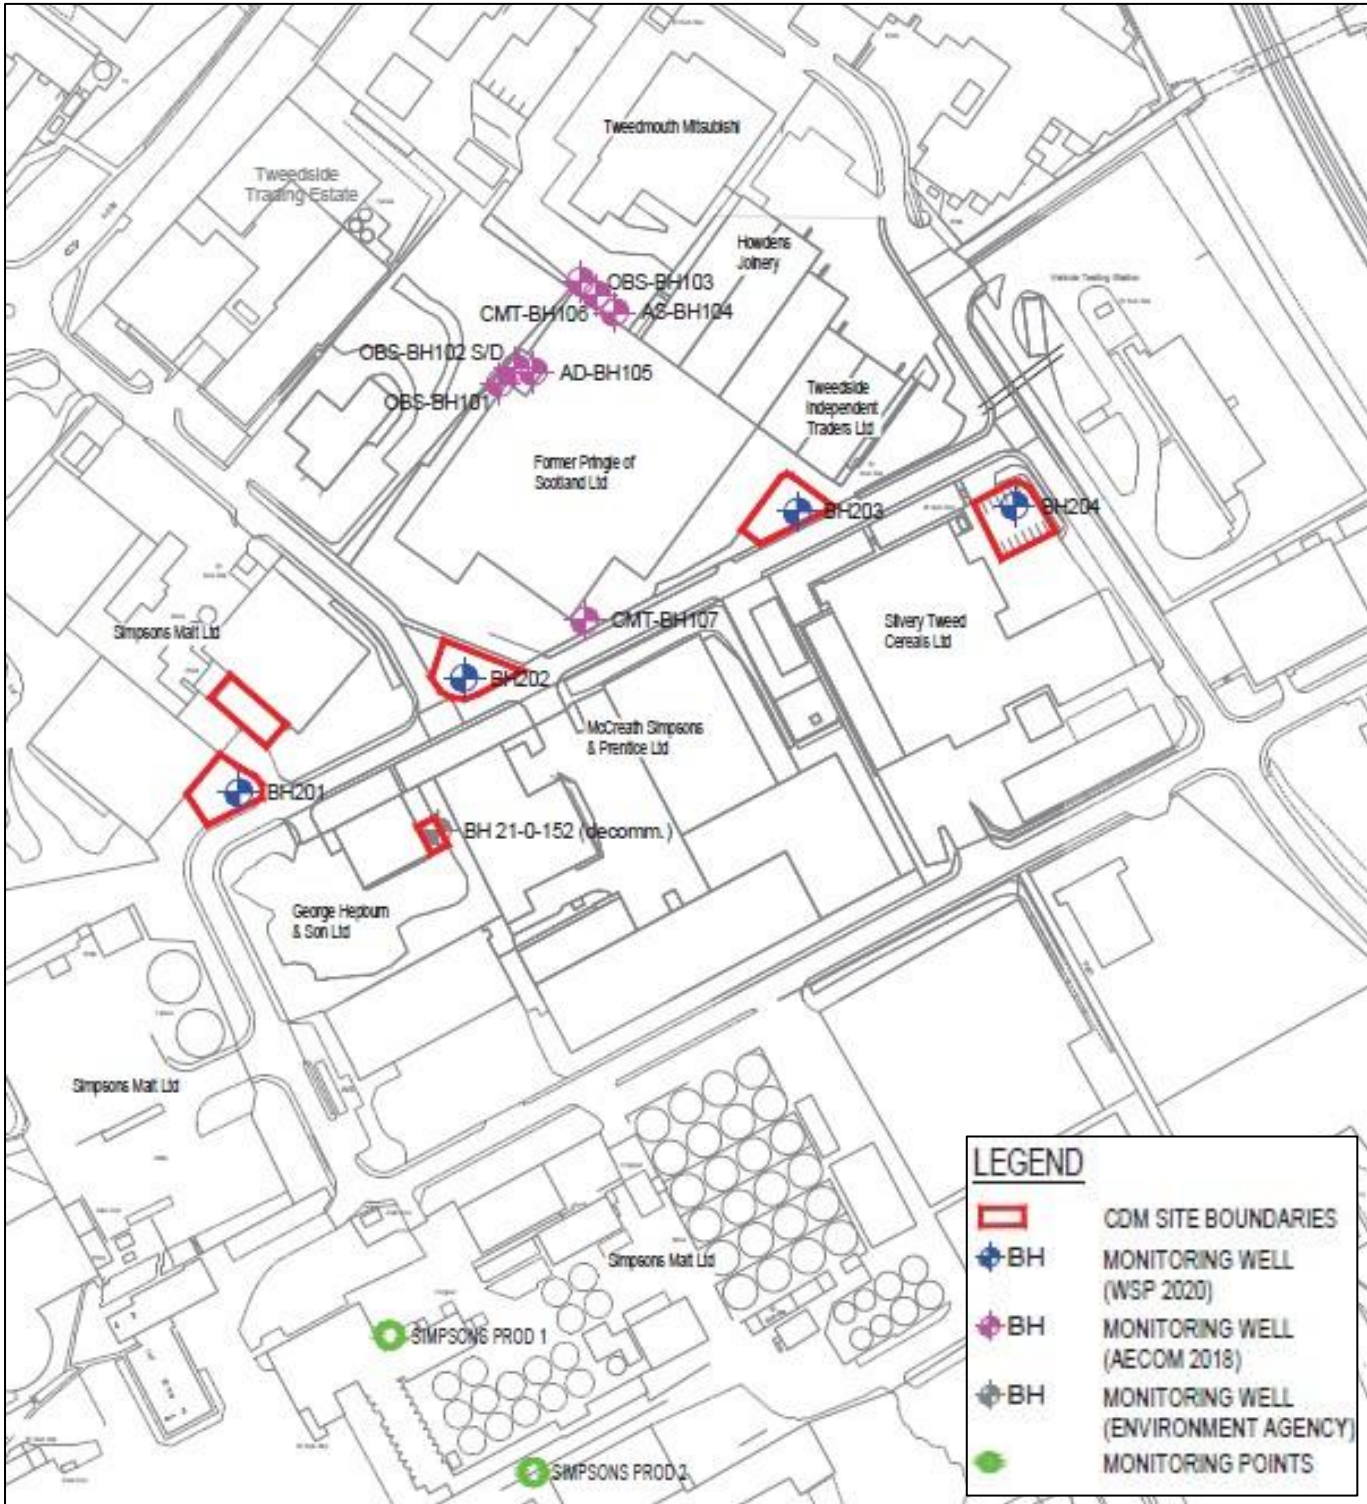 Tweedmouth Mitsubishi
Tweedside
Trading Estate
Howdens
Joinery
Vehicle Testing Station
OBS-BH103
CMT-BH106
AS-BH104
OBS-BH102 S/D
AD-BH105
OBS-BH101
Tweedside
Independent
Traders Ltd
Former Pringle of
Scotland Ltd
BH203
BH204
CMT-BH107
Silvery Tweed
Cereals Ltd
Simpsons Malt Ltd
BH202
McCreath Simpsons
& Prentice Ltd
BH201
BH 21-0-152 (decomm.)
George Hepburn
& Son Ltd
Simpsons Malt Ltd
Simpsons Malt Ltd
SIMPSONS PROD 1
SIMPSONS PROD 2
LEGEND
CDM SITE BOUNDARIES
BH MONITORING WELL
(WSP 2020)
BH MONITORING WELL
(AECOM 2018)
BH MONITORING WELL
(ENVIRONMENT AGENCY)
MONITORING POINTS